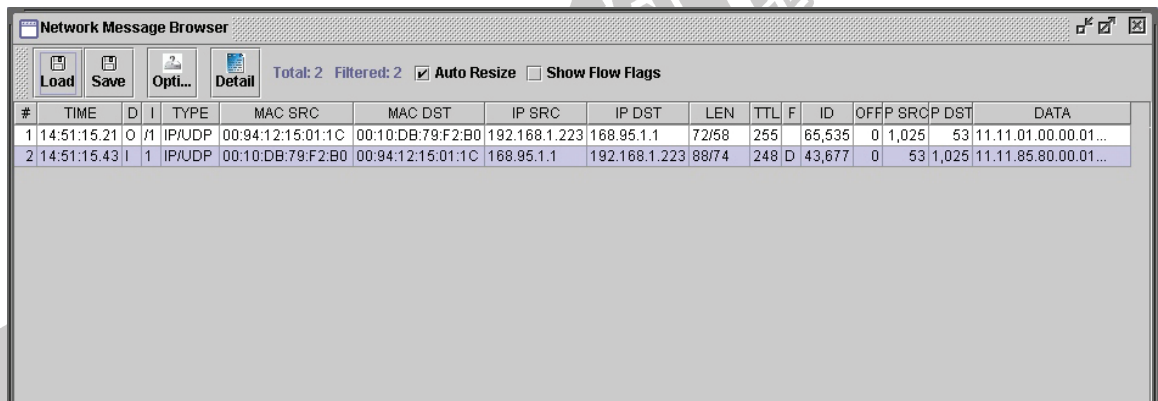 Network Message Browser
Load Save Opti... Detail Total: 2 Filtered: 2 Auto Resize Show Flow Flags
# TIME D I TYPE MAC SRC MAC DST IP SRC IP DST LEN TTL F ID OFF P SRC P DST DATA
1 14:51:15.21 O /1 IP/UDP 00:94:12:15:01:1C 00:10:DB:79:F2:B0 192.168.1.223 168.95.1.1 72/58 255 65,535 0 1,025 53 11.11.01.00.00.01...
2 14:51:15.43 I 1 IP/UDP 00:10:DB:79:F2:B0 00:94:12:15:01:1C 168.95.1.1 192.168.1.223 88/74 248 D 43,677 0 53 1,025 11.11.85.80.00.01...